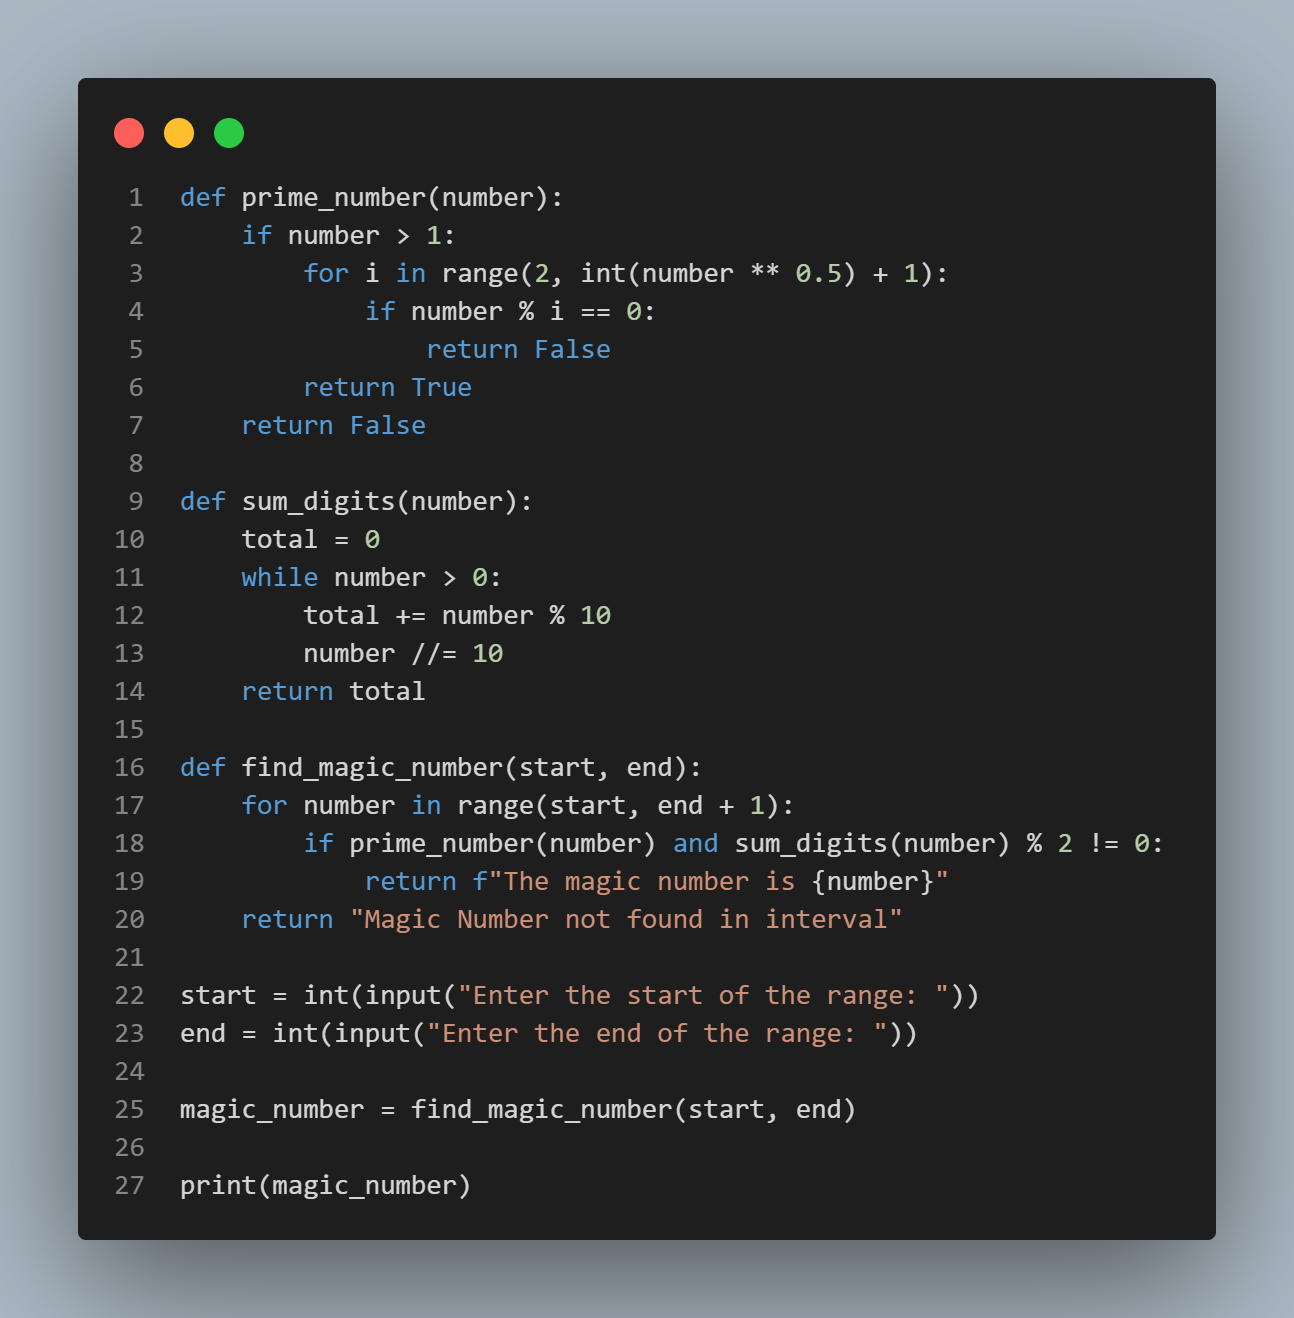 1 def prime_number(number):
2     if number > 1:
3         for i in range(2, int(number ** 0.5) + 1):
4             if number % i == 0:
5                 return False
6         return True
7     return False
8
9 def sum_digits(number):
10     total = 0
11     while number > 0:
12         total += number % 10
13         number //= 10
14     return total
15
16 def find_magic_number(start, end):
17     for number in range(start, end + 1):
18         if prime_number(number) and sum_digits(number) % 2 != 0:
19             return f"The magic number is {number}"
20     return "Magic Number not found in interval"
21
22 start = int(input("Enter the start of the range: "))
23 end = int(input("Enter the end of the range: "))
24
25 magic_number = find_magic_number(start, end)
26
27 print(magic_number)